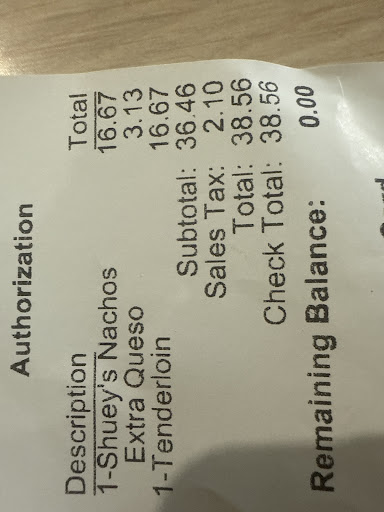 Authorization
Description Total
1-Shuey's Nachos 16.67
Extra Queso 3.13
1-Tenderloin 16.67
Subtotal: 36.46
Sales Tax: 2.10
Total: 38.56
Check Total: 38.56
Remaining Balance: 0.00